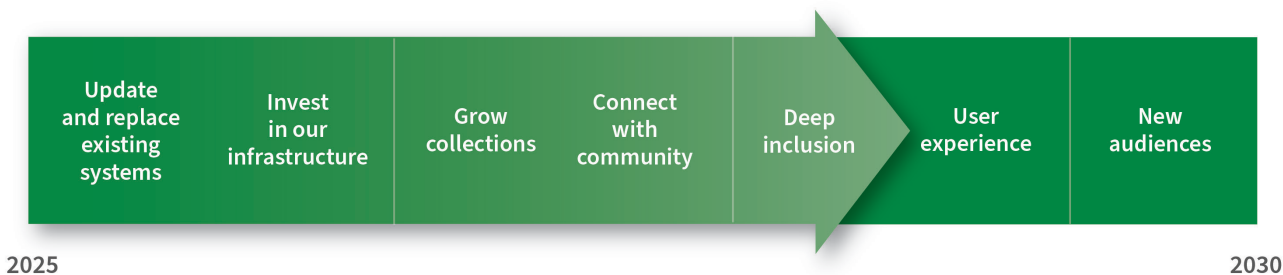 Update
and replace
existing
systems
Invest
in our
infrastructure
Grow
collections
Connect
with
community
Deep
inclusion
User
experience
New
audiences
2025
2030